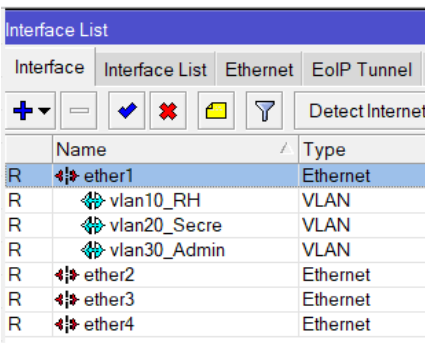 Interface List
Interface Interface List Ethernet EoIP Tunnel
Detect Internet
Name Type
R ether1 Ethernet
R vlan10_RH VLAN
R vlan20_Secre VLAN
R vlan30_Admin VLAN
R ether2 Ethernet
R ether3 Ethernet
R ether4 Ethernet